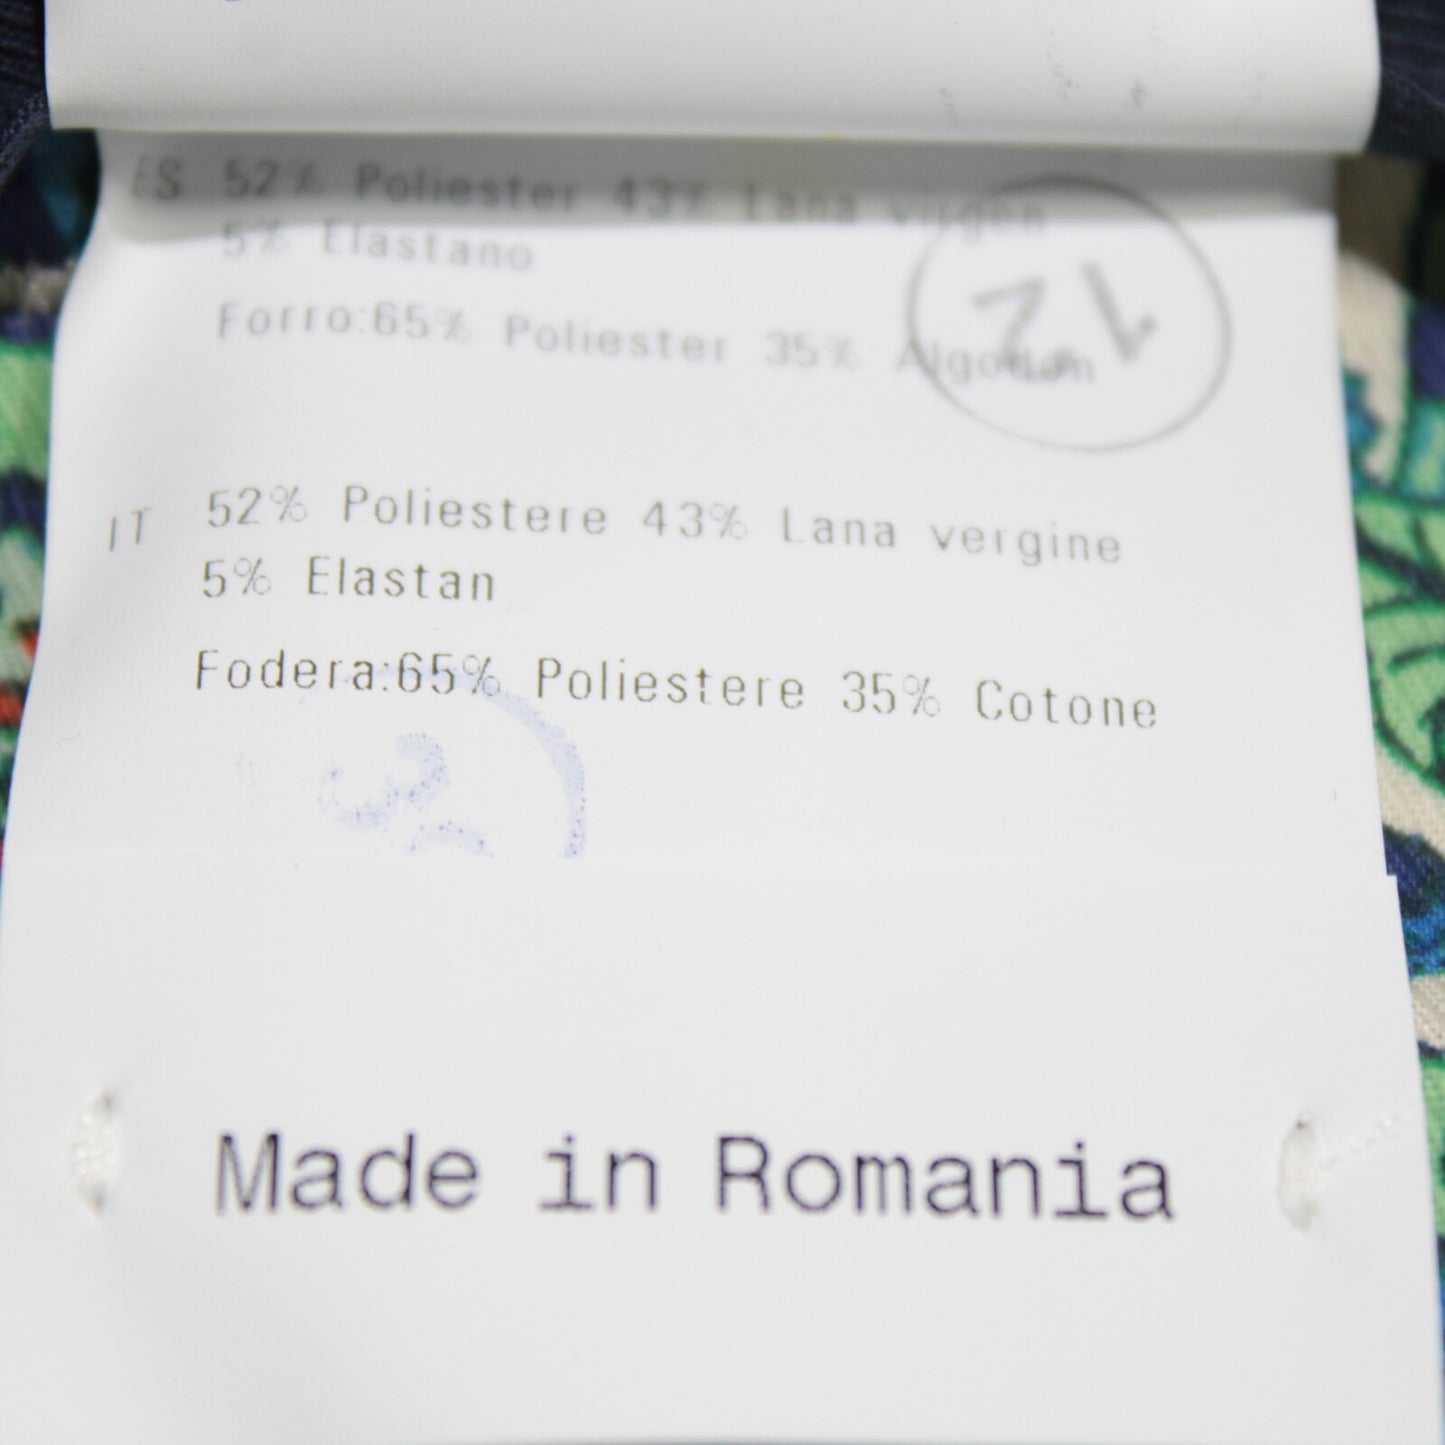 ES 52% Poliester 43% Lana virgen
5% Elastano
Forro:65% Poliester 35% Algodon
12
IT 52% Poliestere 43% Lana vergine
5% Elastan
Fodera:65% Poliestere 35% Cotone
Made in Romania